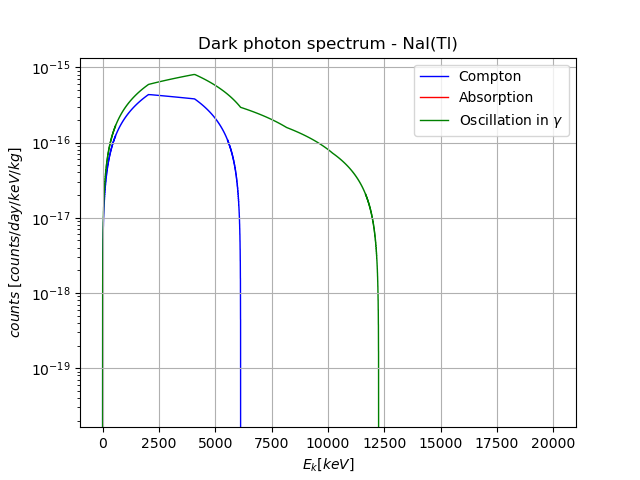 Dark photon spectrum - NaI(Tl)
counts [counts/day/keV/kg]
10⁻¹⁵
10⁻¹⁶
10⁻¹⁷
10⁻¹⁸
10⁻¹⁹
Compton
Absorption
Oscillation in γ
0 2500 5000 7500 10000 12500 15000 17500 20000
E_k[keV]